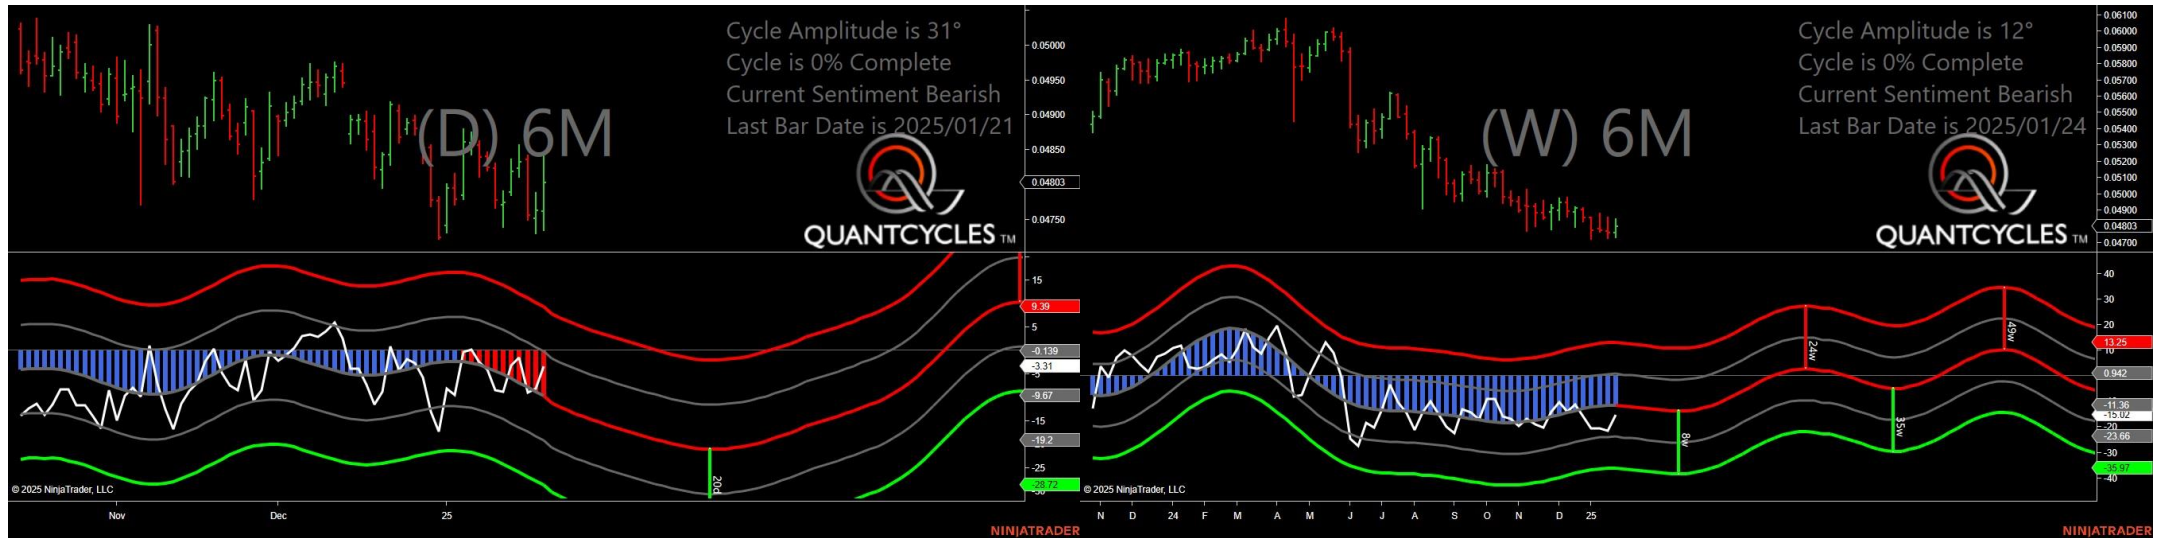 Cycle Amplitude is 31°
Cycle is 0% Complete
Current Sentiment Bearish
Last Bar Date is 2025/01/21
(D) 6M
QUANTCYCLES TM
0.05000
0.04950
0.04900
0.04850
0.04803
0.04750
15
9.39
5
-0.139
-3.31
-9.67
-15
-19.2
-25
-28.72
20d
© 2025 NinjaTrader, LLC
Nov
Dec
25
NINJATRADER
Cycle Amplitude is 12°
Cycle is 0% Complete
Current Sentiment Bearish
Last Bar Date is 2025/01/24
(W) 6M
QUANTCYCLES TM
0.06100
0.06000
0.05900
0.05800
0.05700
0.05600
0.05500
0.05400
0.05300
0.05200
0.05100
0.05000
0.04900
0.04803
0.04700
40
30
20
13.25
10
0.942
-11.36
-15.02
-20
-23.66
-30
-35.97
-40
8w
24w
35w
49w
© 2025 NinjaTrader, LLC
N D 24 F M A M J J A S O N D 25
NINJATRADER